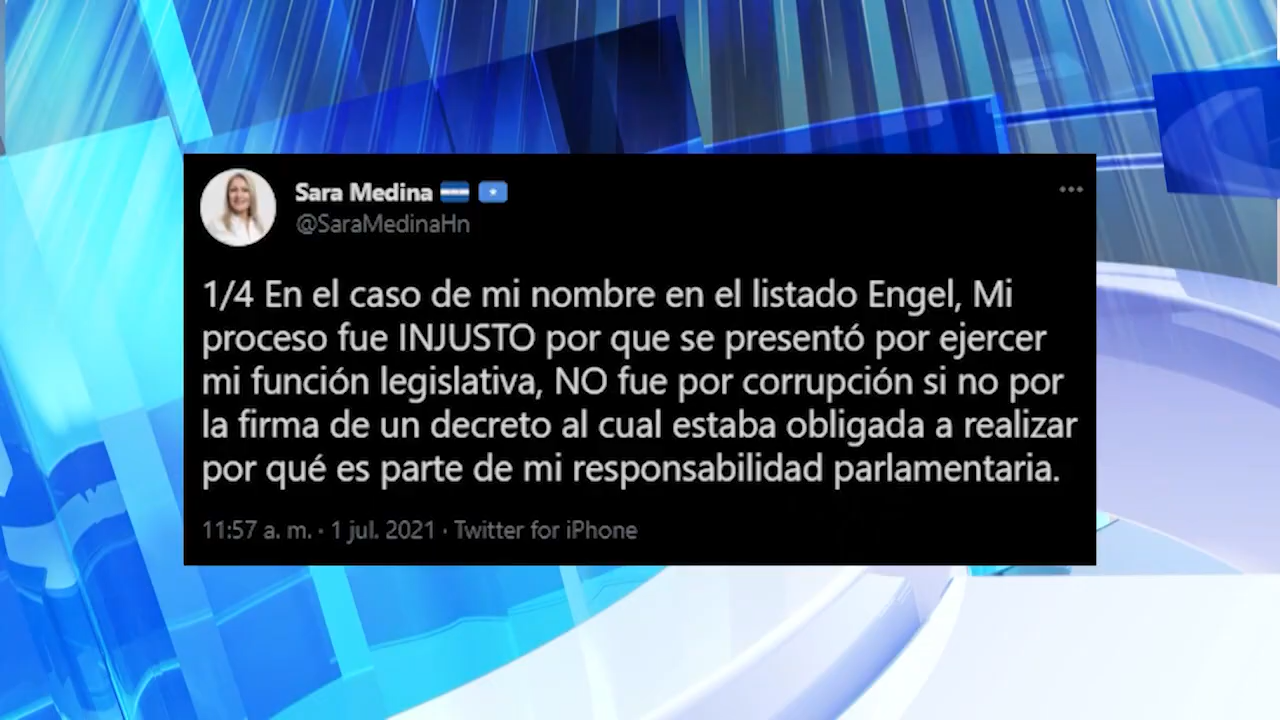 Sara Medina
@SaraMedinaHn
1/4 En el caso de mi nombre en el listado Engel, Mi
proceso fue INJUSTO por que se presentó por ejercer
mi función legislativa, NO fue por corrupción si no por
la firma de un decreto al cual estaba obligada a realizar
por qué es parte de mi responsabilidad parlamentaria.
11:57 a. m. · 1 jul. 2021 · Twitter for iPhone